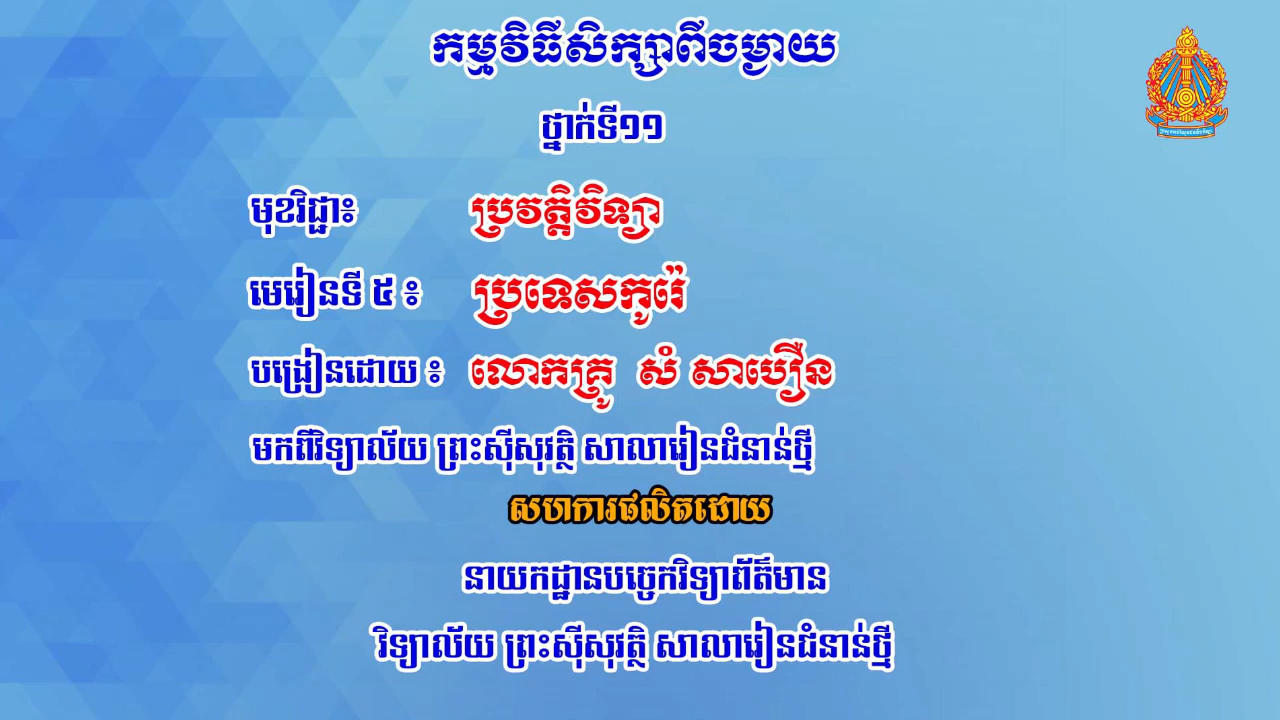 កម្មវិធីសិក្សាពីចម្ងាយ
ថ្នាក់ទី១១
មុខវិជ្ជា៖ ប្រវត្តិវិទ្យា
មេរៀនទី ៥ ៖ ប្រទេសកូរ៉េ
បង្រៀនដោយ ៖ លោកគ្រូ សំ សាបឿន
មកពីវិទ្យាល័យ ព្រះស៊ីសុវត្ថិ សាលារៀនជំនាន់ថ្មី
សហការផលិតដោយ
នាយកដ្ឋានបច្ចេកវិទ្យាព័ត៌មាន
វិទ្យាល័យ ព្រះស៊ីសុវត្ថិ សាលារៀនជំនាន់ថ្មី